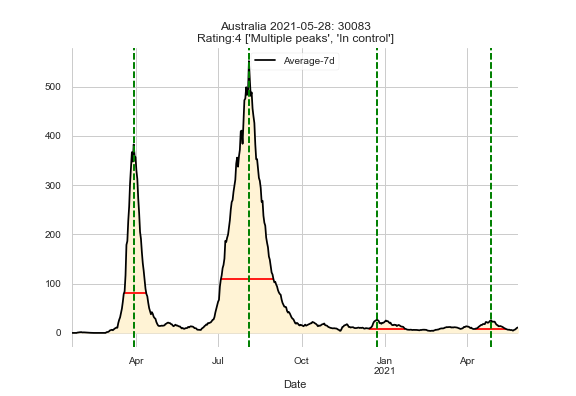 Australia 2021-05-28: 30083
Rating:4 ['Multiple peaks', 'In control']
Average-7d
500
400
300
200
100
0
Apr
Jul
Oct
Jan
2021
Apr
Date